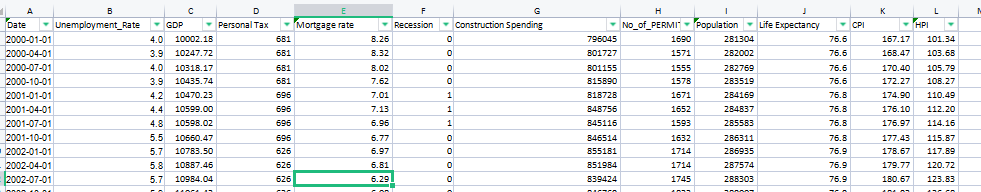 A B C D E F G H I J K L
Date Unemployment_Rate GDP Personal Tax Mortgage rate Recession Construction Spending No_of_PERMIT Population Life Expectancy CPI HPI
2000-01-01 4.0 10002.18 681 8.26 0 796045 1690 281304 76.6 167.17 101.34
2000-04-01 3.9 10247.72 681 8.32 0 801727 1571 282002 76.6 168.47 103.68
2000-07-01 4.0 10318.17 681 8.02 0 801155 1555 282769 76.6 170.40 105.79
2000-10-01 3.9 10435.74 681 7.62 0 815890 1578 283519 76.6 172.27 108.27
2001-01-01 4.2 10470.23 696 7.01 1 818728 1671 284169 76.8 174.90 110.49
2001-04-01 4.4 10599.00 696 7.13 1 848756 1652 284837 76.8 176.10 112.20
2001-07-01 4.8 10598.02 696 6.96 1 845116 1593 285583 76.8 176.97 114.16
2001-10-01 5.5 10660.47 696 6.77 0 846514 1632 286311 76.8 177.43 115.87
2002-01-01 5.7 10783.50 626 6.97 0 855181 1714 286935 76.9 178.67 117.89
2002-04-01 5.8 10887.46 626 6.81 0 851984 1714 287574 76.9 179.77 120.72
2002-07-01 5.7 10984.04 626 6.29 0 839424 1745 288303 76.9 180.67 123.83